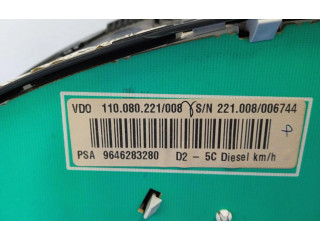 VDO 110.080.221/008 S/N 221.008/006744
PSA 9646283280 D2 - 5C Diesel km/h